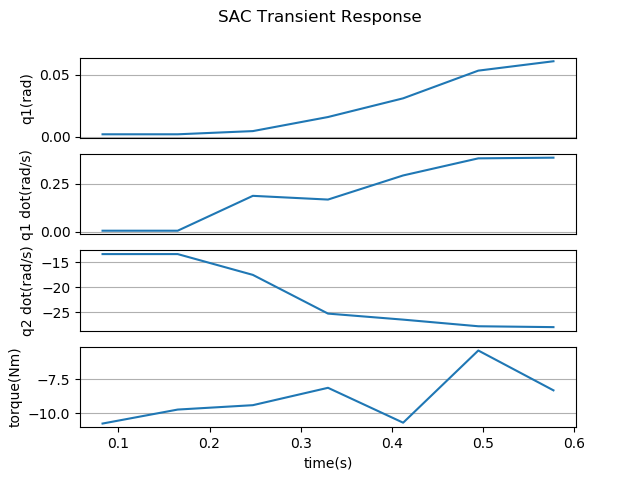 SAC Transient Response
0.05
0.00
q1(rad)
0.25
0.00
q1 dot(rad/s)
−15
−20
−25
q2 dot(rad/s)
−7.5
−10.0
torque(Nm)
0.1 0.2 0.3 0.4 0.5 0.6
time(s)